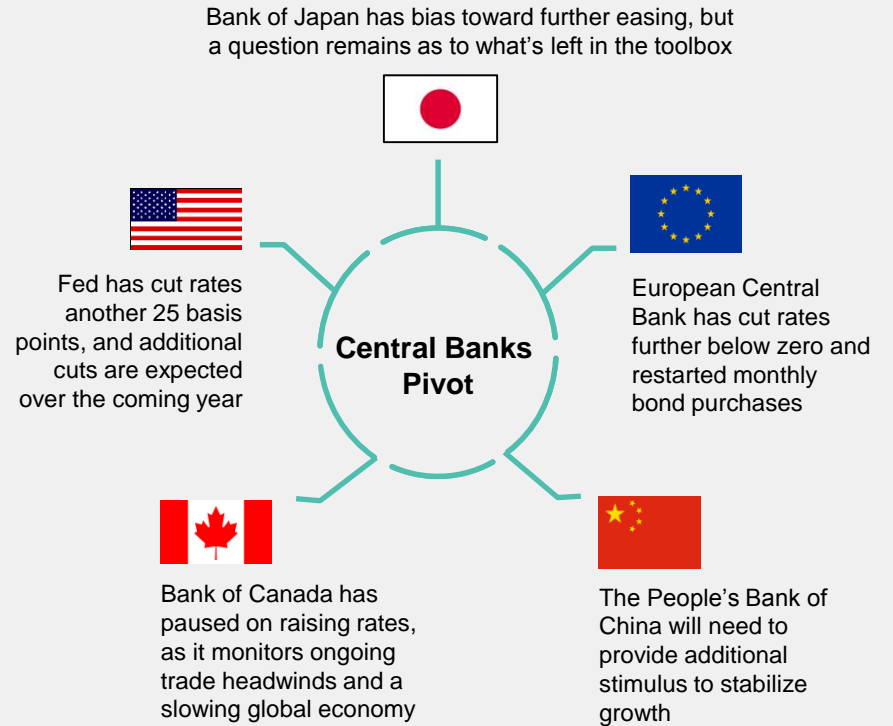 Bank of Japan has bias toward further easing, but
a question remains as to what's left in the toolbox
Fed has cut rates
another 25 basis
points, and additional
cuts are expected
over the coming year
European Central
Bank has cut rates
further below zero and
restarted monthly
bond purchases
Central Banks
Pivot
Bank of Canada has
paused on raising rates,
as it monitors ongoing
trade headwinds and a
slowing global economy
The People's Bank of
China will need to
provide additional
stimulus to stabilize
growth